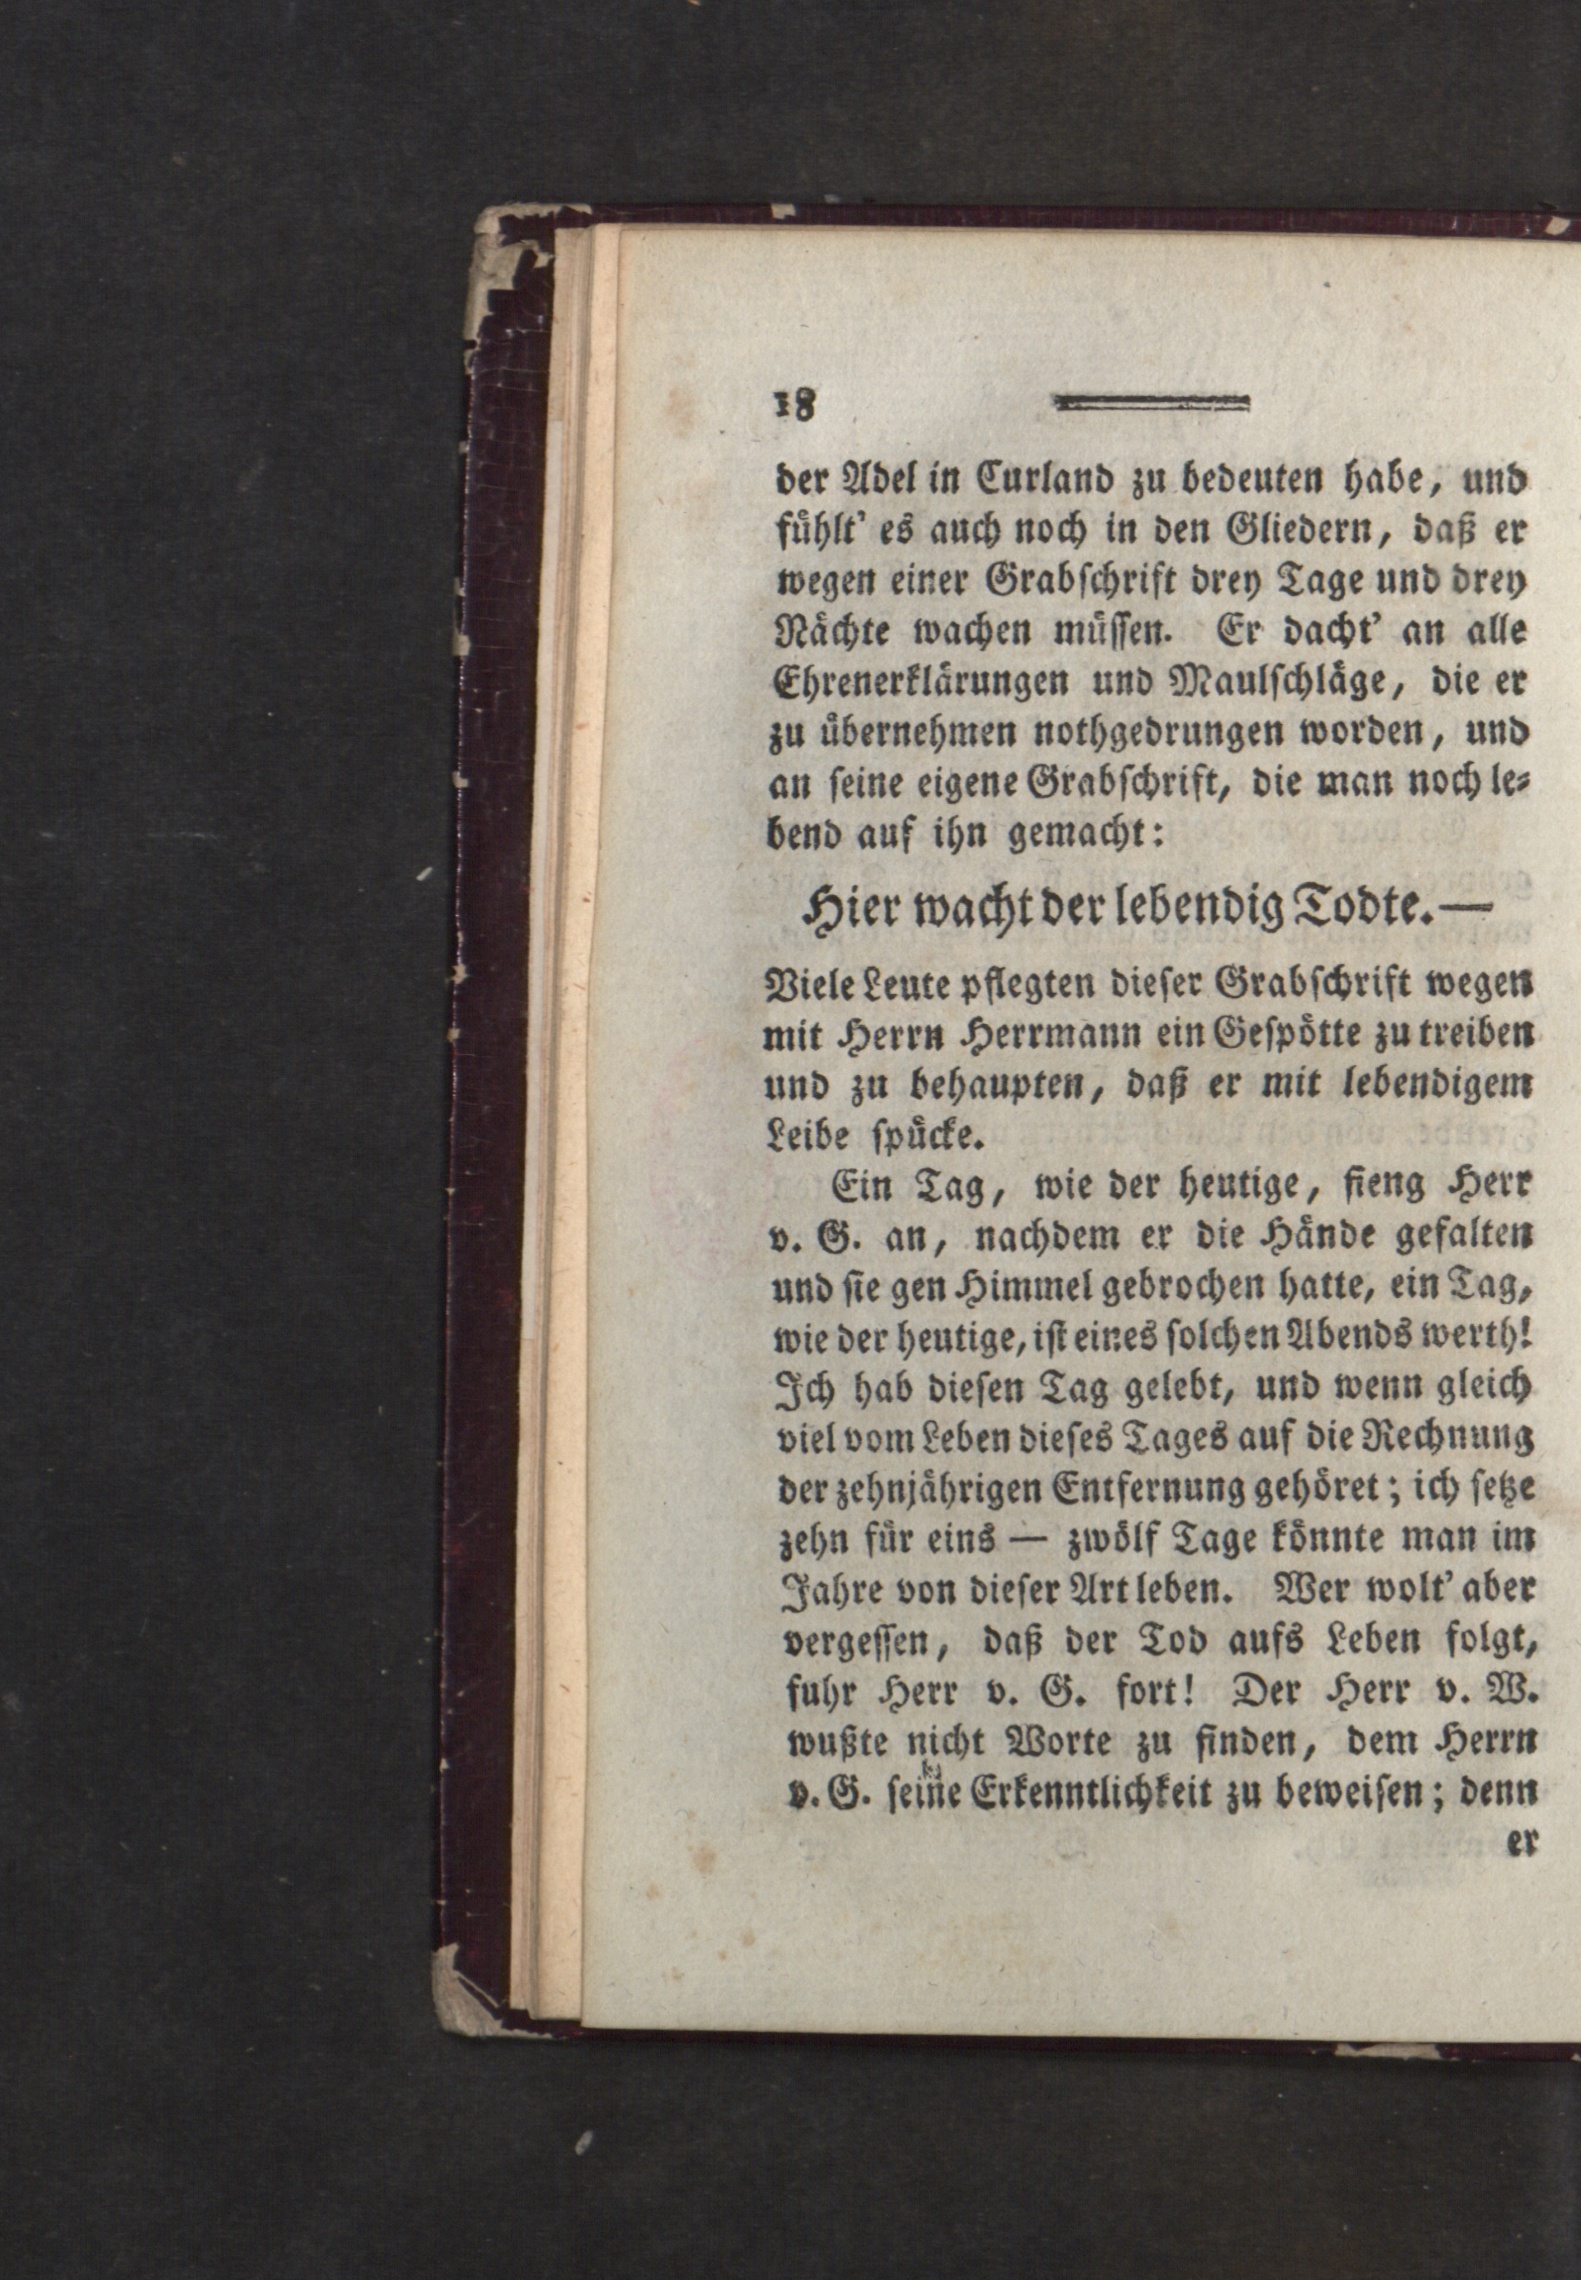 18
der Adel in Curland zu bedeuten habe, und
fühlt' es auch noch in den Gliedern, daß er
wegen einer Grabſchrift drey Tage und drey
Nächte wachen müſſen. Er dacht' an alle
Ehrenerklärungen und Maulſchläge, die er
zu übernehmen nothgedrungen worden, und
an ſeine eigene Grabſchrift, die man noch le-
bend auf ihn gemacht:
Hier wacht der lebendig Todte.—
Viele Leute pflegten dieſer Grabſchrift wegen
mit Herrn Herrmann ein Geſpötte zu treiben
und zu behaupten, daß er mit lebendigem
Leibe ſpücke.
Ein Tag, wie der heutige, fieng Herr
v. G. an, nachdem er die Hände gefalten
und ſie gen Himmel gebrochen hatte, ein Tag,
wie der heutige, iſt eines ſolchen Abends werth!
Ich hab dieſen Tag gelebt, und wenn gleich
viel vom Leben dieſes Tages auf die Rechnung
der zehnjährigen Entfernung gehöret; ich ſetze
zehn für eins — zwölf Tage könnte man im
Jahre von dieſer Art leben. Wer wolt' aber
vergeſſen, daß der Tod aufs Leben folgt,
fuhr Herr v. G. fort! Der Herr v. W.
wußte nicht Worte zu finden, dem Herrn
v. G. ſeine Erkenntlichkeit zu beweiſen; denn
er